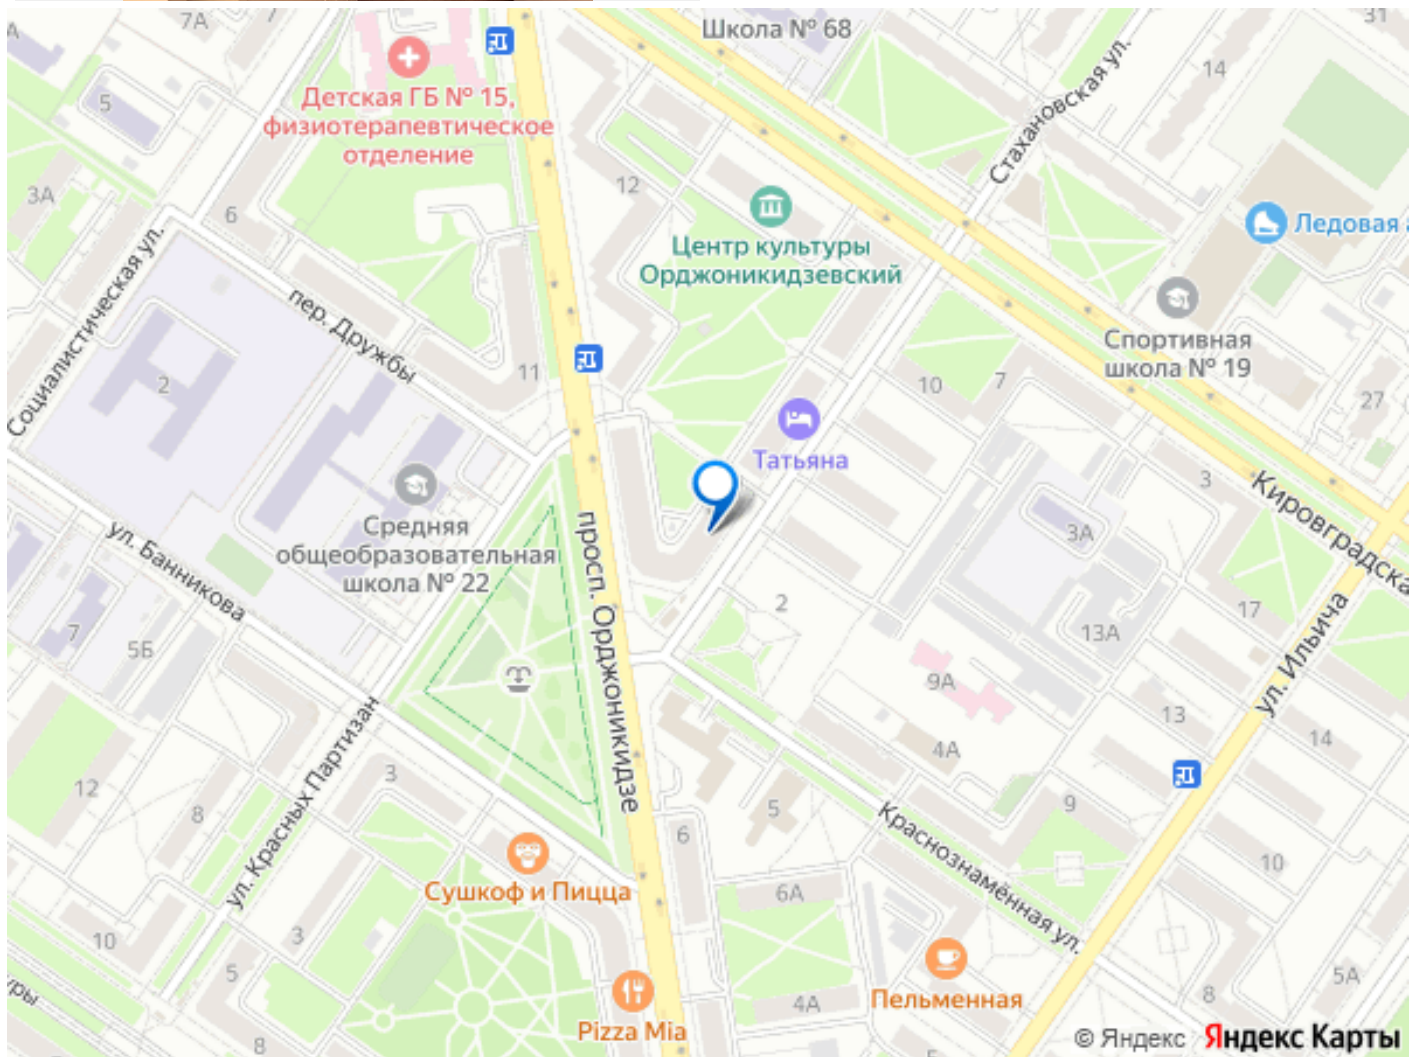 7А
А
Школа № 68
31
14
5
Детская ГБ № 15,
физиотерапевтическое
отделение
Стахановская ул.
12
3А
6
Центр культуры
Орджоникидзевский
Ледовая а
Социалистическая ул.
пер. Дружбы
Спортивная
школа № 19
2
11
10
7
27
Татьяна
3
Кировградска
просп. Орджоникидзе
Средняя
общеобразовательная
школа № 22
3А
ул. Банникова
2
17
13А
7
5Б
9А
ул. Ильича
13
14
4А
ул. Красных Партизан
3
12
8
5
9
6
Краснознамённая ул.
10
Сушкоф и Пицца
6А
10
3
5
Пельменная
5А
8
4А
уры
Pizza Mia
8
6
5
© Яндекс Яндекс Карты